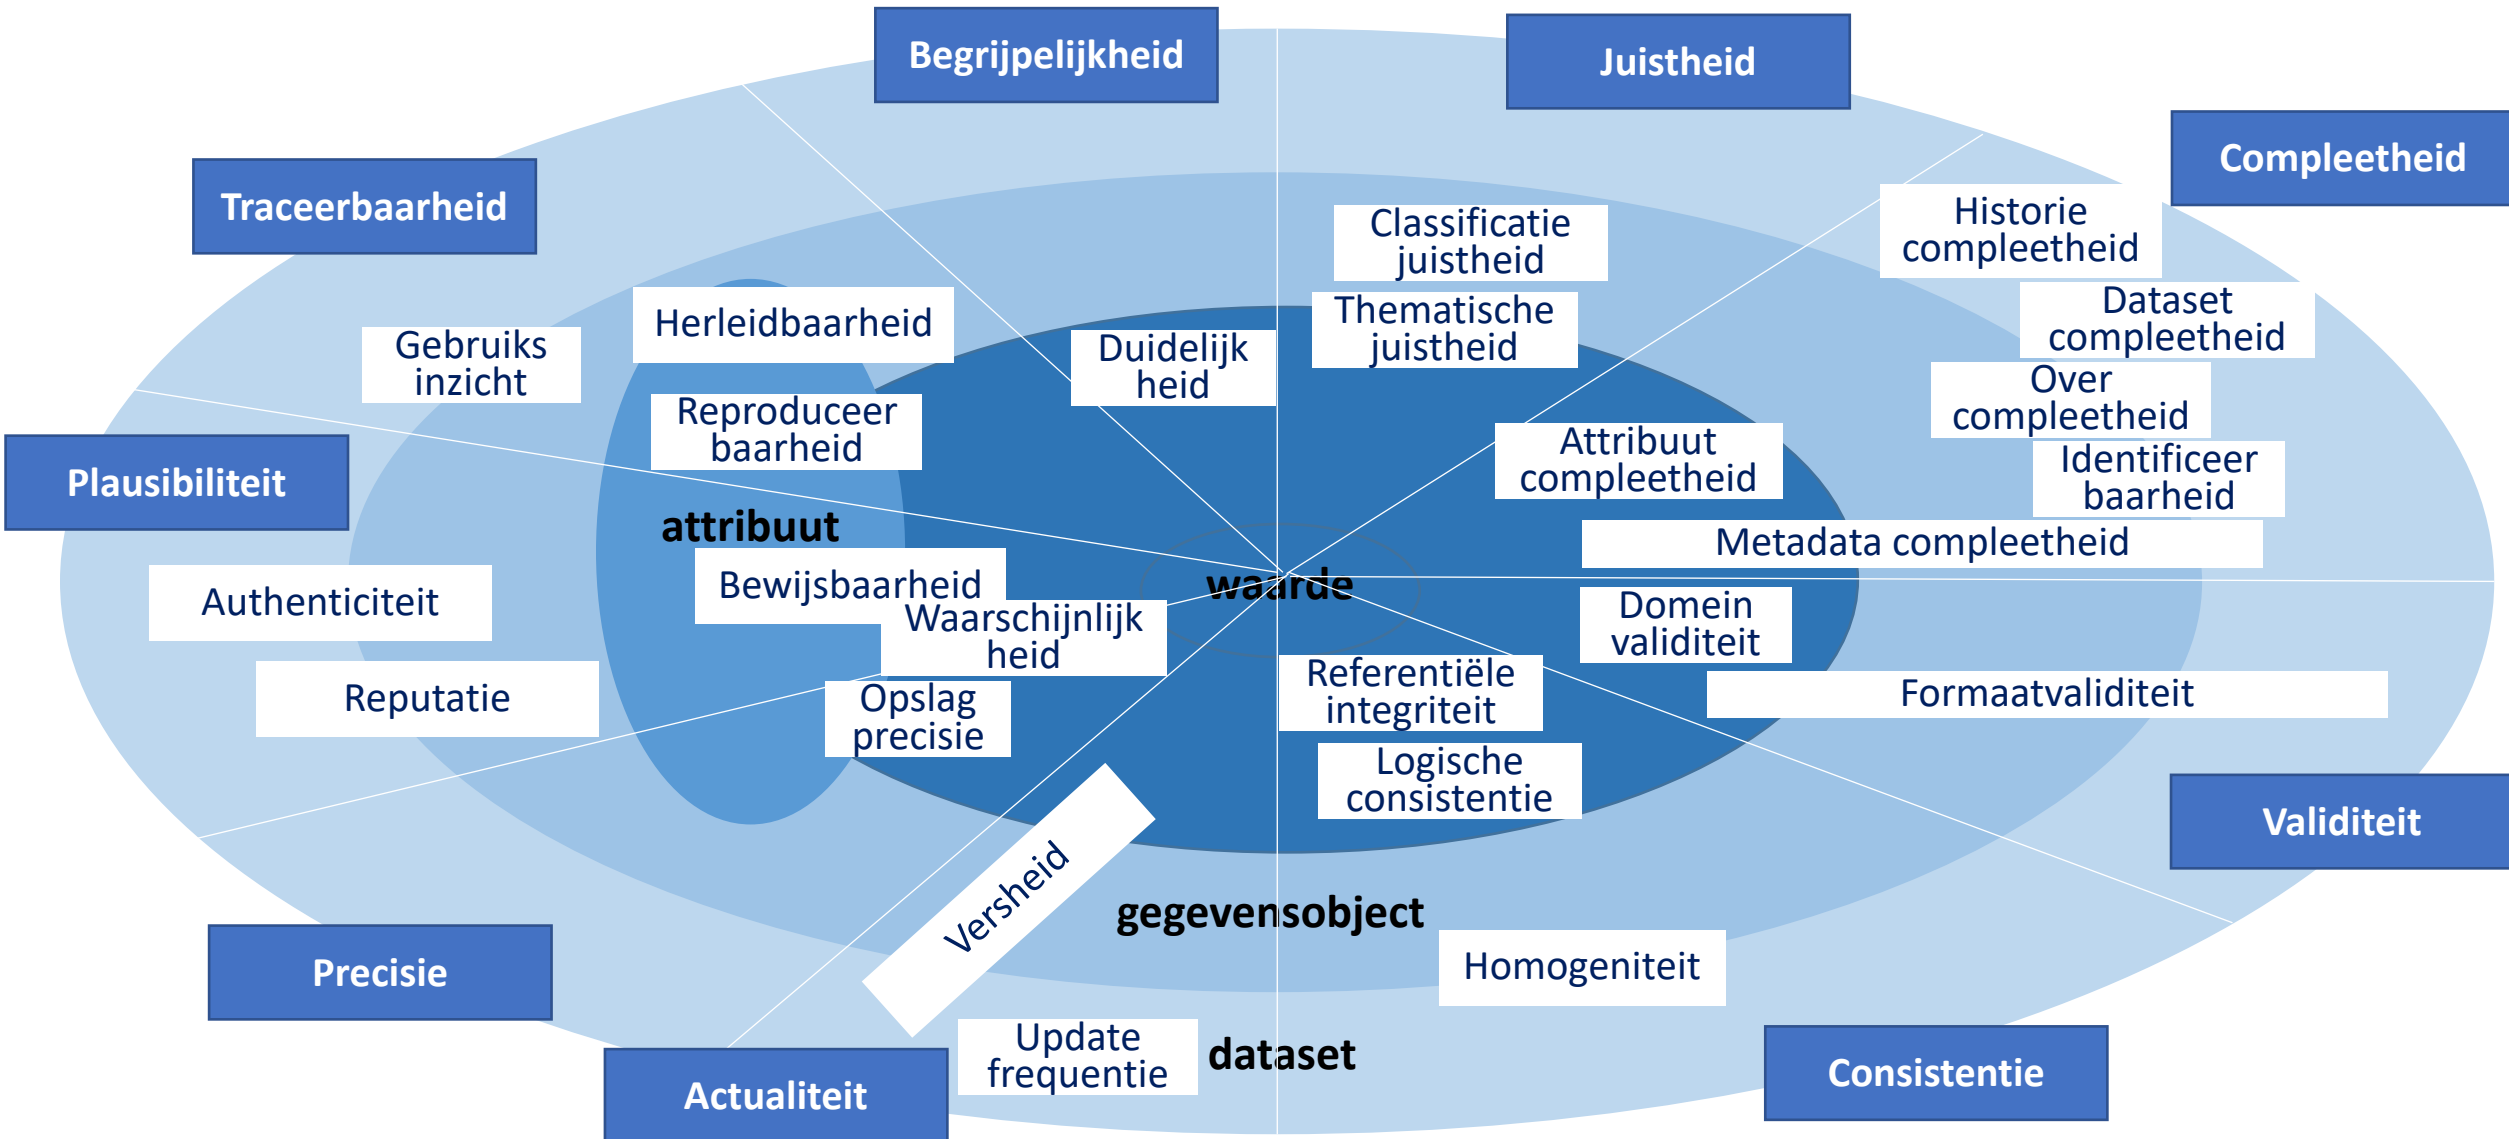 Begrijpelijkheid
Juistheid
Compleetheid
Traceerbaarheid
Historie
compleetheid
Classificatie
juistheid
Dataset
compleetheid
Herleidbaarheid
Thematische
juistheid
Gebruiks
inzicht
Duidelijk
heid
Over
compleetheid
Reproduceer
baarheid
Attribuut
compleetheid
Identificeer
baarheid
Plausibiliteit
attribuut
Metadata compleetheid
Bewijsbaarheid
waarde
Authenticiteit
Waarschijnlijk
heid
Domein
validiteit
Reputatie
Opslag
precisie
Referentiële
integriteit
Formaatvaliditeit
Logische
consistentie
Validiteit
Versheid
gegevensobject
Precisie
Homogeniteit
Update
frequentie
dataset
Actualiteit
Consistentie